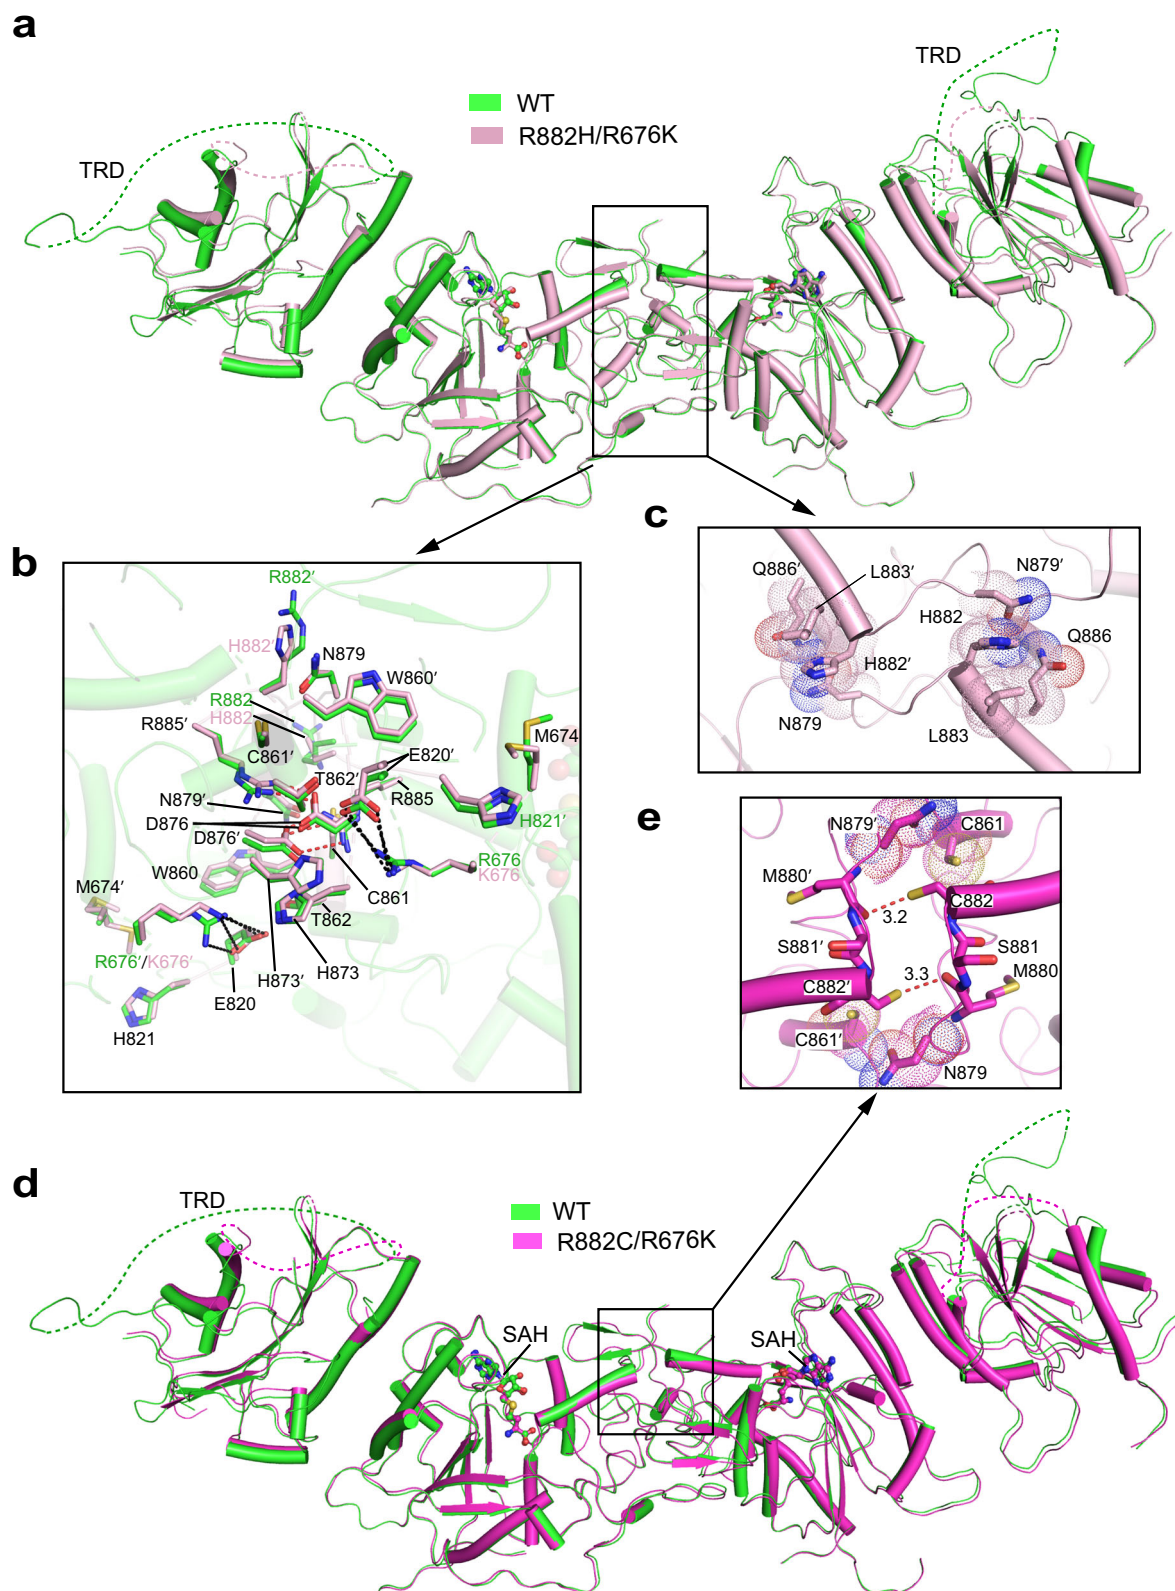 a
TRD
WT
R882H/R676K
TRD
c
Q886′
L883′
N879′
H882
Q886
H882′
N879
L883
b
R882′
H882′
N879
W860′
R882
H882
R885′
C861′
M674
E820′
T862′
R885
N879′
D876
H821′
D876′
R676
K676
W860
C861
M674′
T862
R676′/K676′
H873
H873′
E820
H821
e
N879′
C861
M880′
C882
3.2
S881′
S881
3.3
M880
C882′
C861′
N879
d
TRD
WT
R882C/R676K
SAH
SAH